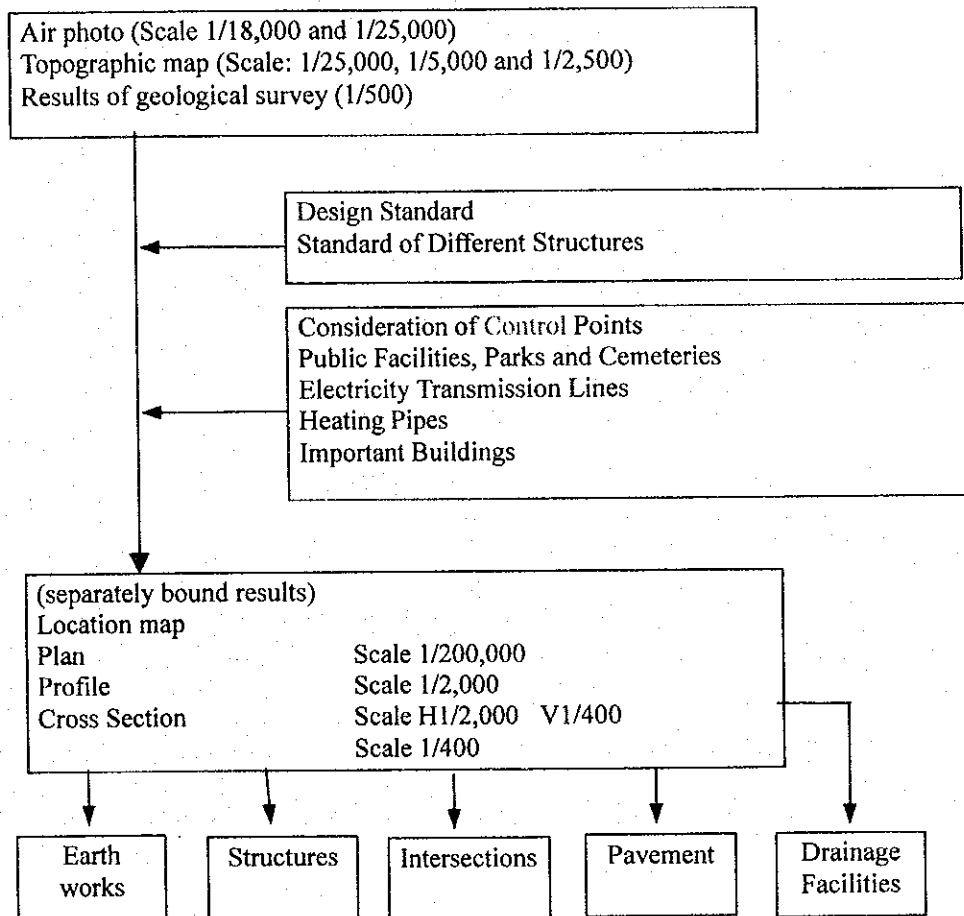 Air photo (Scale 1/18,000 and 1/25,000)
Topographic map (Scale: 1/25,000, 1/5,000 and 1/2,500)
Results of geological survey (1/500)
Design Standard
Standard of Different Structures
Consideration of Control Points
Public Facilities, Parks and Cemeteries
Electricity Transmission Lines
Heating Pipes
Important Buildings
(separately bound results)
Location map
Plan Scale 1/200,000
Profile Scale 1/2,000
Cross Section Scale H1/2,000 V1/400
Scale 1/400
Earth
works
Structures
Intersections
Pavement
Drainage
Facilities